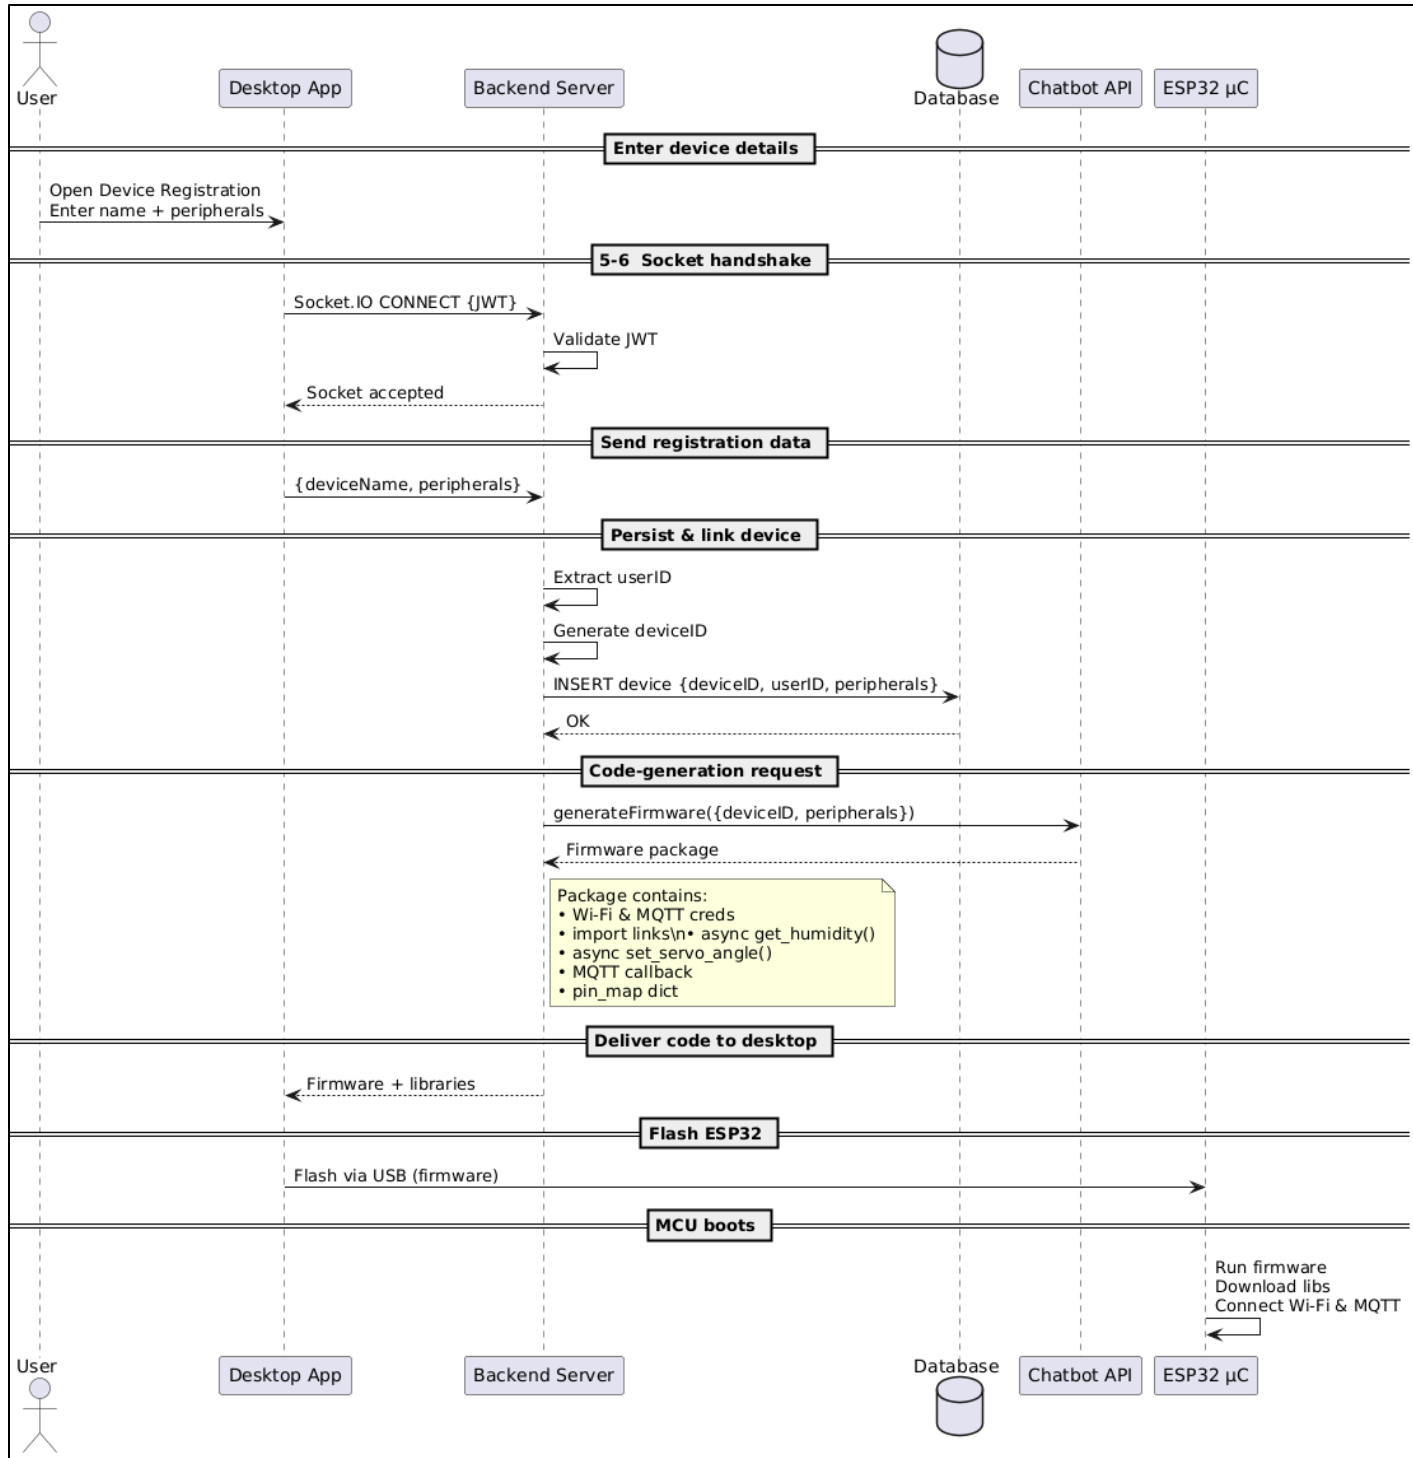 User
Desktop App
Backend Server
Database
Chatbot API
ESP32 µC
Enter device details
Open Device Registration
Enter name + peripherals
5-6  Socket handshake
Socket.IO CONNECT {JWT}
Validate JWT
Socket accepted
Send registration data
{deviceName, peripherals}
Persist & link device
Extract userID
Generate deviceID
INSERT device {deviceID, userID, peripherals}
OK
Code-generation request
generateFirmware({deviceID, peripherals})
Firmware package
Package contains:
• Wi-Fi & MQTT creds
• import links\n• async get_humidity()
• async set_servo_angle()
• MQTT callback
• pin_map dict
Deliver code to desktop
Firmware + libraries
Flash ESP32
Flash via USB (firmware)
MCU boots
Run firmware
Download libs
Connect Wi-Fi & MQTT
User
Desktop App
Backend Server
Database
Chatbot API
ESP32 µC